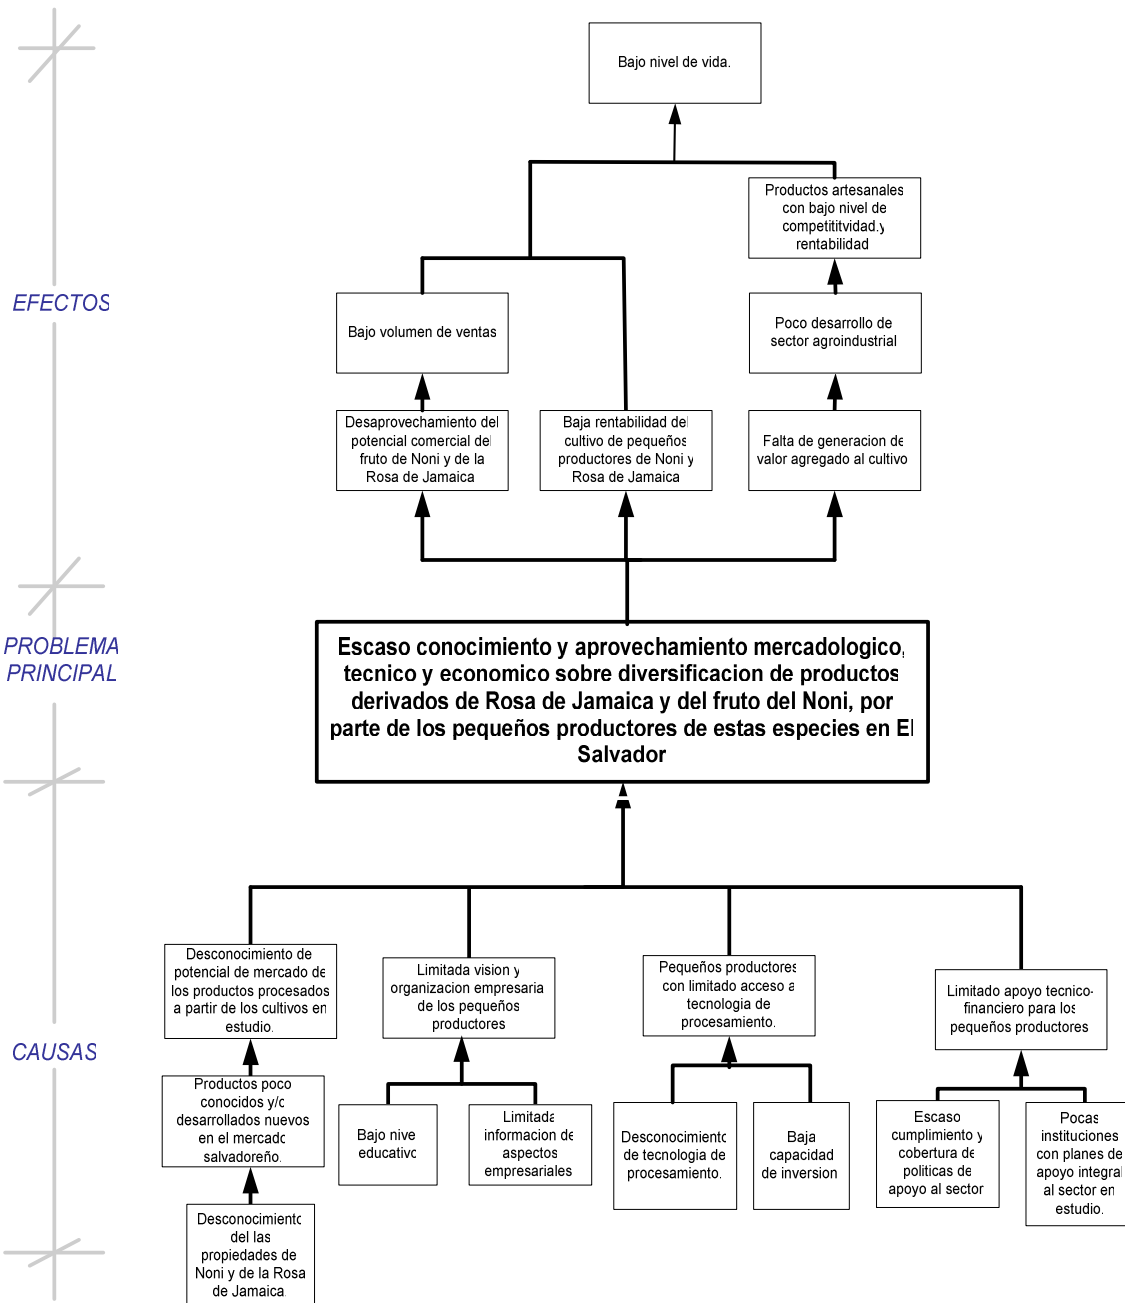 Bajo nivel de vida.
Productos artesanales
con bajo nivel de
competititvidad.y
rentabilidad
EFECTOS
Bajo volumen de ventas
Poco desarrollo de
sector agroindustrial
Desaprovechamiento del
potencial comercial del
fruto de Noni y de la
Rosa de Jamaica
Baja rentabilidad del
cultivo de pequeños
productores de Noni y
Rosa de Jamaica
Falta de generacion de
valor agregado al cultivo
PROBLEMA
PRINCIPAL
Escaso conocimiento y aprovechamiento mercadologico,
tecnico y economico sobre diversificacion de productos
derivados de Rosa de Jamaica y del fruto del Noni, por
parte de los pequeños productores de estas especies en El
Salvador
Desconocimiento de
potencial de mercado de
los productos procesados
a partir de los cultivos en
estudio.
Limitada vision y
organizacion empresaria
de los pequeños
productores
Pequeños productores
con limitado acceso a
tecnologia de
procesamiento.
Limitado apoyo tecnico-
financiero para los
pequeños productores
CAUSAS
Productos poco
conocidos y/o
desarrollados nuevos
en el mercado
salvadoreño.
Bajo nive
educativo
Limitada
informacion de
aspectos
empresariales
Desconocimiento
de tecnologia de
procesamiento.
Baja
capacidad
de inversion
Escaso
cumplimiento y
cobertura de
politicas de
apoyo al sector
Pocas
instituciones
con planes de
apoyo integral
al sector en
estudio.
Desconocimiento
del las
propiedades de
Noni y de la Rosa
de Jamaica